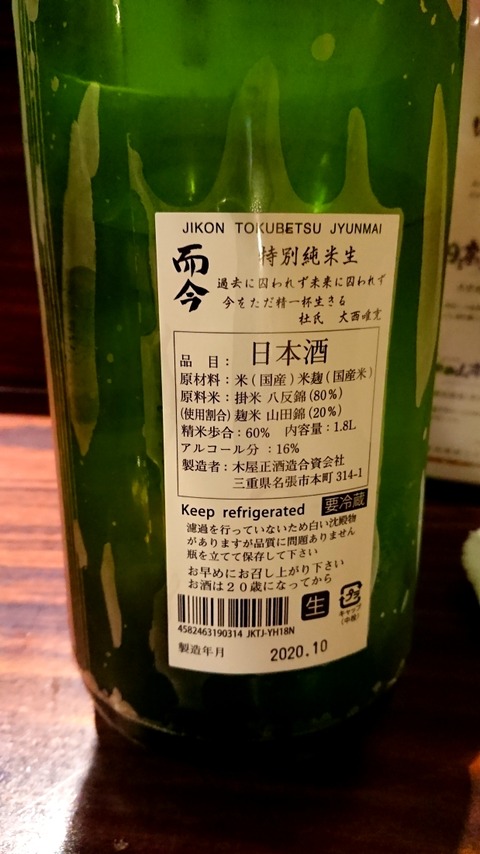 JIKON TOKUBETSU JYUNMAI
而今
特別純米生
過去に囚われず未来に囚われず
今をただ精一杯生きる
杜氏 大西唯克
品 目： 日本酒
原材料：米(国産)米麹(国産米)
原料米：掛米 八反錦(80%)
(使用割合) 麹米 山田錦(20%)
精米歩合：60% 内容量：1.8L
アルコール分 ：16%
製造者：木屋正酒造合資会社
三重県名張市本町 314-1
Keep refrigerated 要冷蔵
濾過を行っていないため白い沈殿物
がありますが品質に問題ありません
瓶を立てて保存して下さい
お早めにお召し上がり下さい
お酒は２０歳になってから
生
キャップ
(中栓)
4582463190314 JKTJ-YH18N
製造年月 2020.10